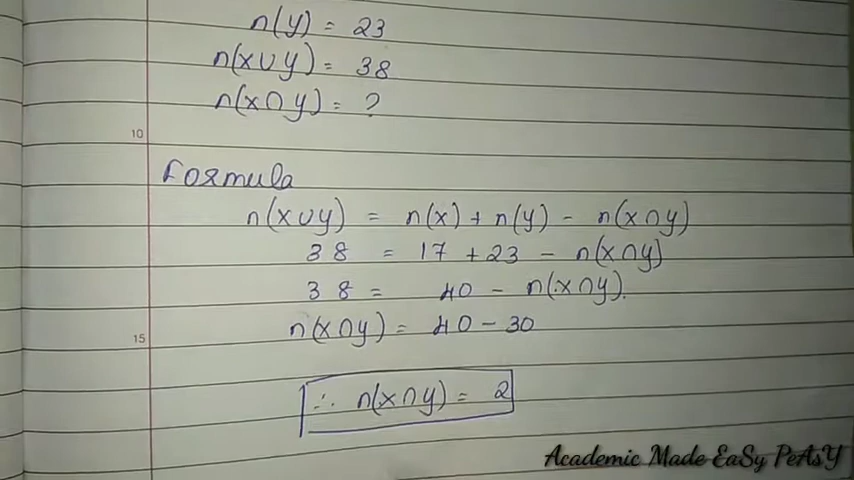 n(y) = 23
n(x∪y) = 38
n(x∩y) = ?
10
Formula
n(x∪y) = n(x) + n(y) - n(x∩y)
38 = 17 + 23 - n(x∩y)
38 = 40 - n(x∩y).
n(x∩y) = 40 - 30
15
∴ n(x∩y) = 2
Academic Made EaSy PeAsY